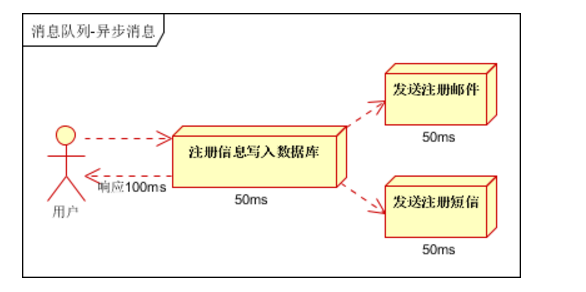 消息队列-异步消息
发送注册邮件
50ms
注册信息写入数据库
响应100ms
50ms
用户
发送注册短信
50ms